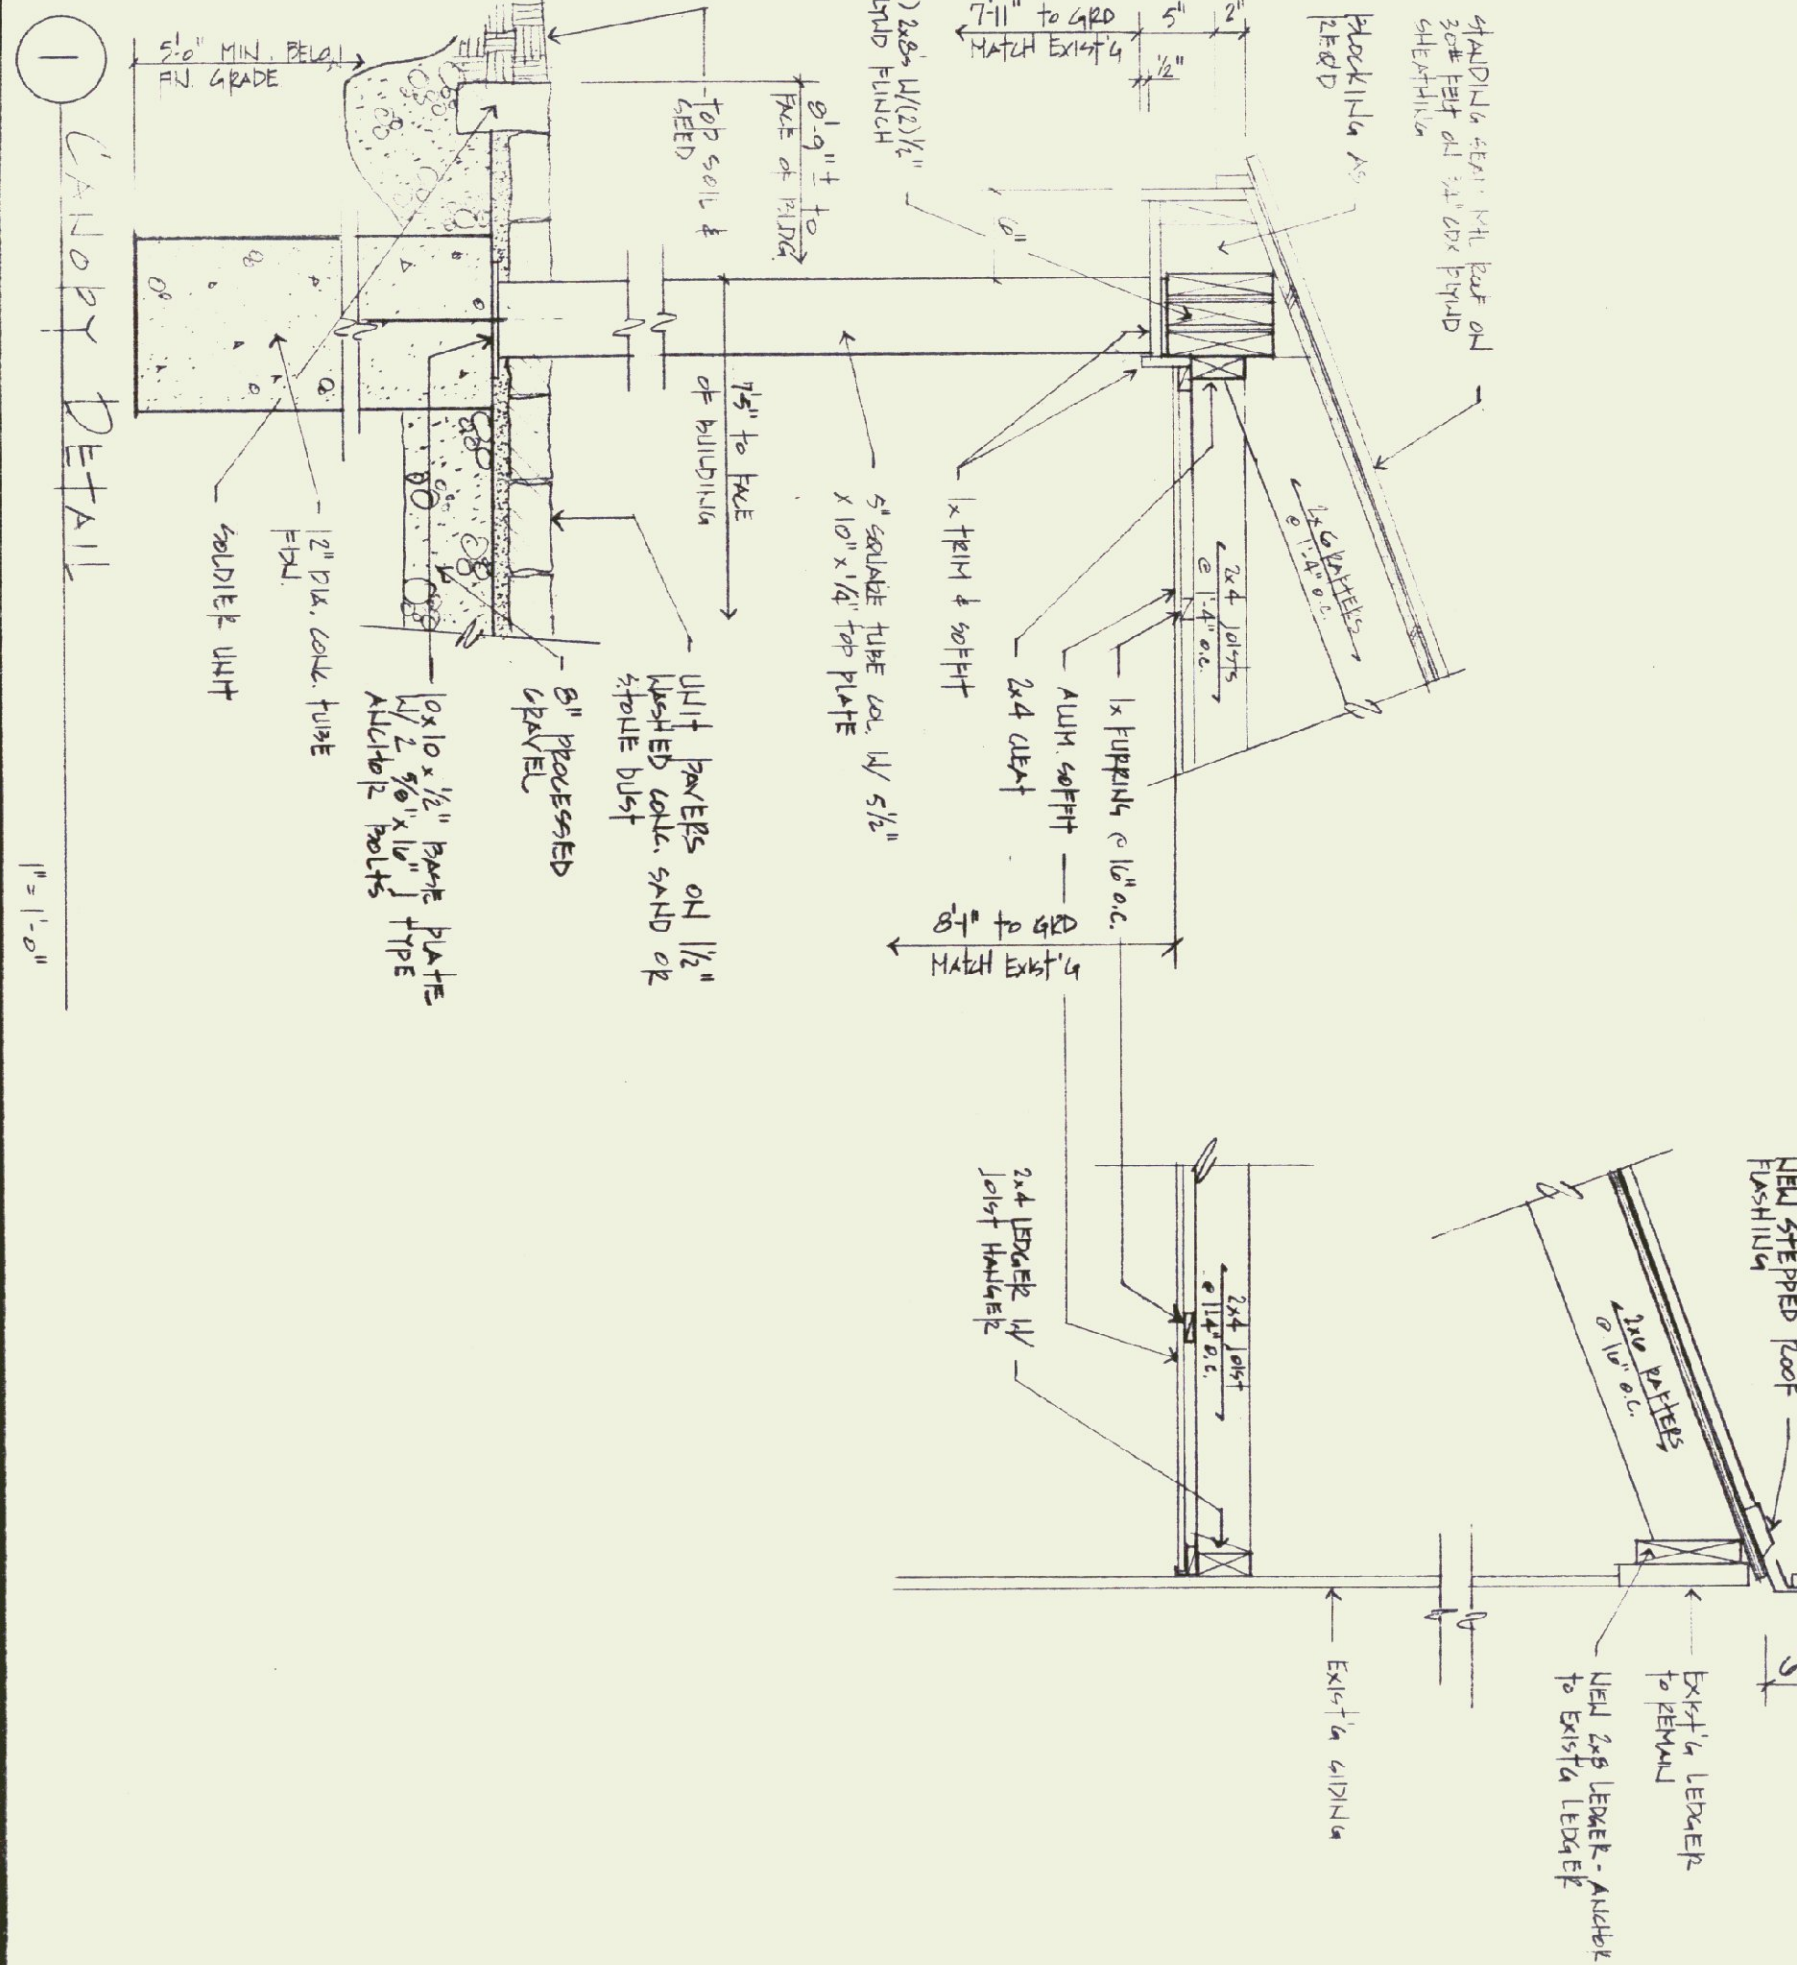 NEW STEPPED ROOF
FLASHING
EXIST'G LEDGER
TO REMAIN
NEW 2x8 LEDGER - ANCHOR
TO EXIST'G LEDGER
EXIST'G SIDING
2x6 RAFTERS
@ 16" O.C.
2x4 JOIST
@ 1'-4" O.C.
2x4 LEDGER W/
JOIST HANGER
STANDING SEAM MTL ROOF ON
30# FELT ON 3/4" CDX PLYWD
SHEATHING
BLOCKING AS
REQ'D
2x6 RAFTERS
@ 1'-4" O.C.
2x4 JOISTS
@ 1'-4" O.C.
5"
2"
1/2"
7'-11" TO GRD
MATCH EXIST'G
) 2x8's W/(2) 1/2"
FLINCH
6"
1x FURRING @ 16" O.C.
ALUM. SOFFIT
2x4 CLEAT
1x TRIM & SOFFIT
8'-1" TO GRD
MATCH EXIST'G
5" SQUARE TUBE COL. W/ 5 1/2"
x 10" x 1/4" TOP PLATE
8'-9" ± TO
FACE OF BLDG
7'5" TO FACE
OF BUILDING
TOP SOIL &
SEED
UNIT PAVERS ON 1 1/2"
WASHED CONC. SAND OR
STONE DUST
8" PROCESSED
GRAVEL
10x10 x 1/2" BASE PLATE
W/ 2 5/8" x 16" J TYPE
ANCHOR BOLTS
12" DIA. CONC. TUBE
FDN.
SOLDIER UNIT
5'-0" MIN. BELOW
FIN. GRADE
1
CANOPY DETAIL
1" = 1'-0"